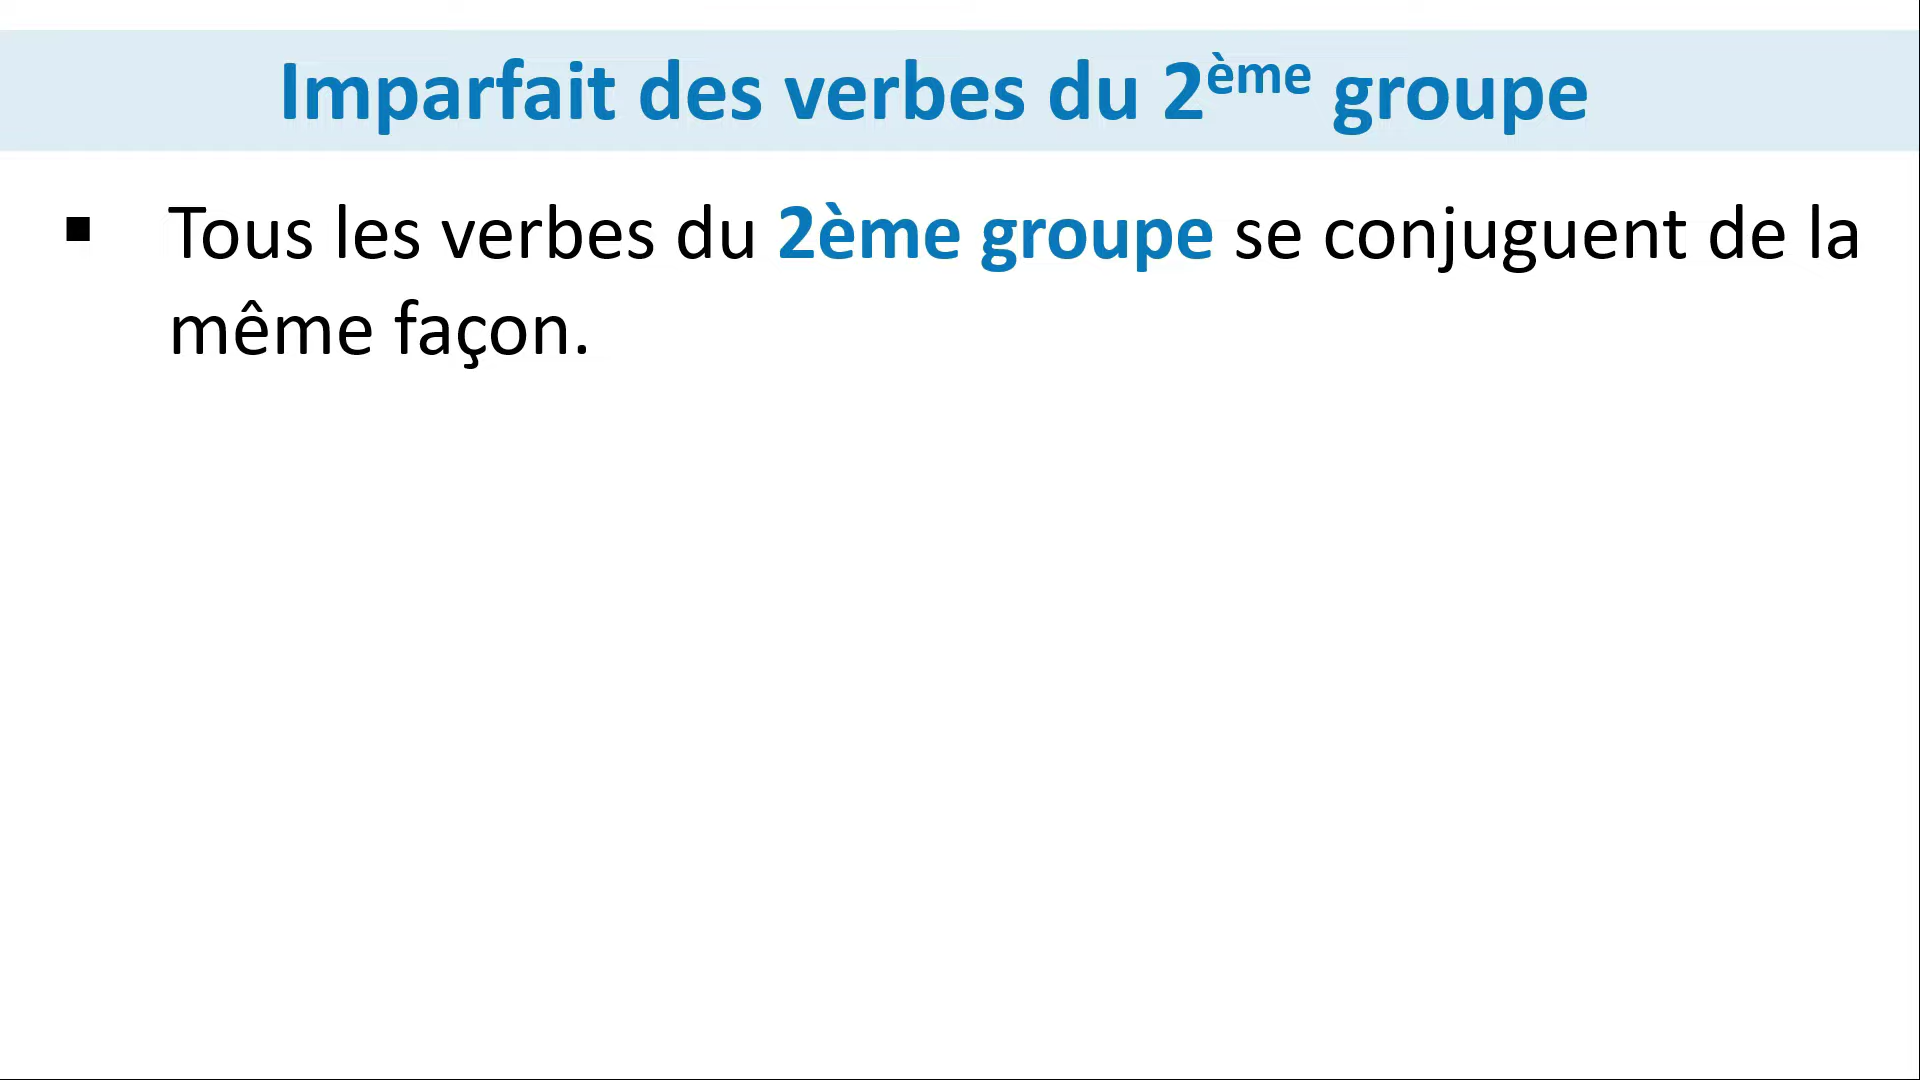 Imparfait des verbes du 2ème groupe
▪ Tous les verbes du 2ème groupe se conjuguent de la
même façon.